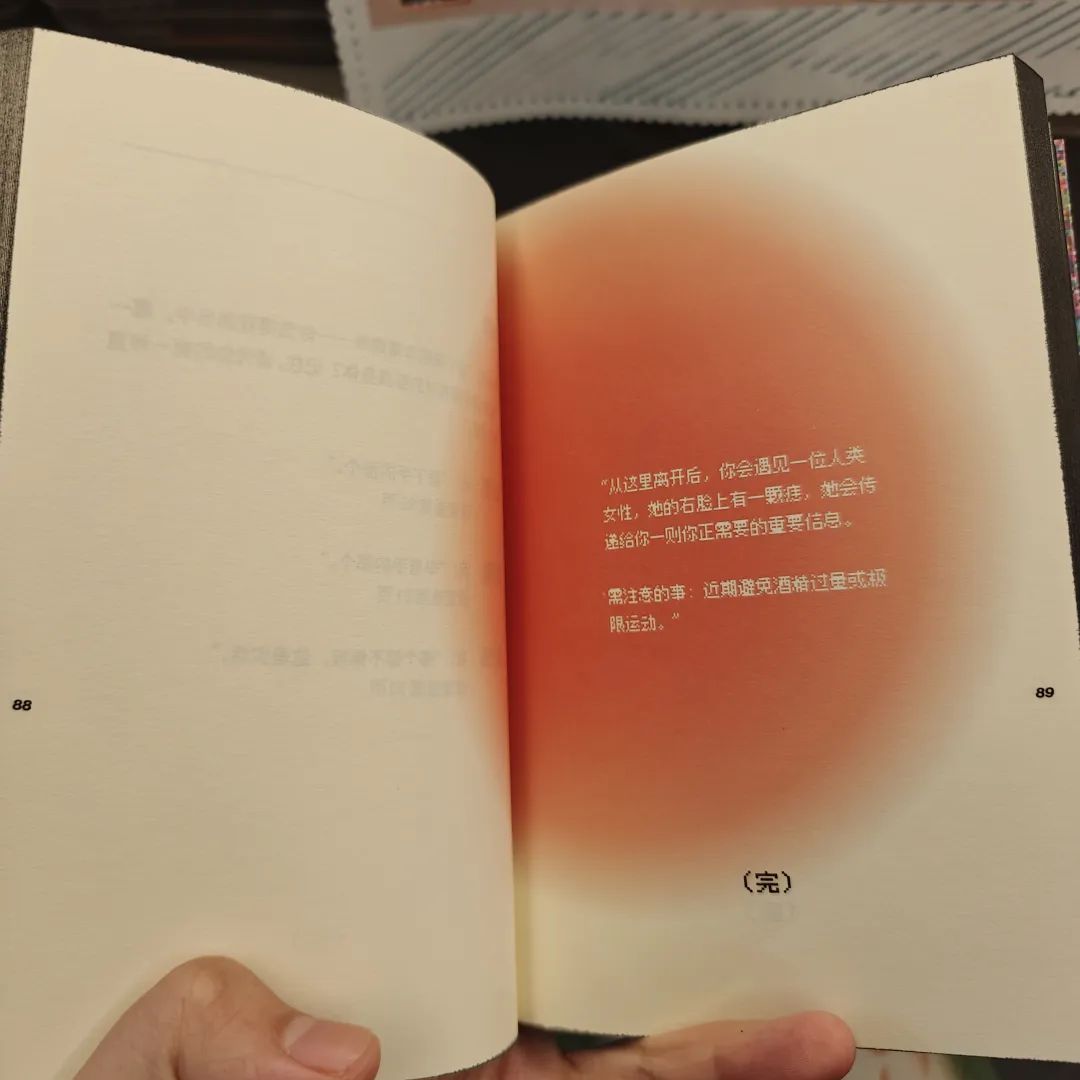 88
“从这里离开后，你会遇见一位人类
女性，她的右脸上有一颗痣，她会传
递给你一则你正需要的重要信息。
需注意的事：近期避免酒精过量或极
限运动。”
89
（完）